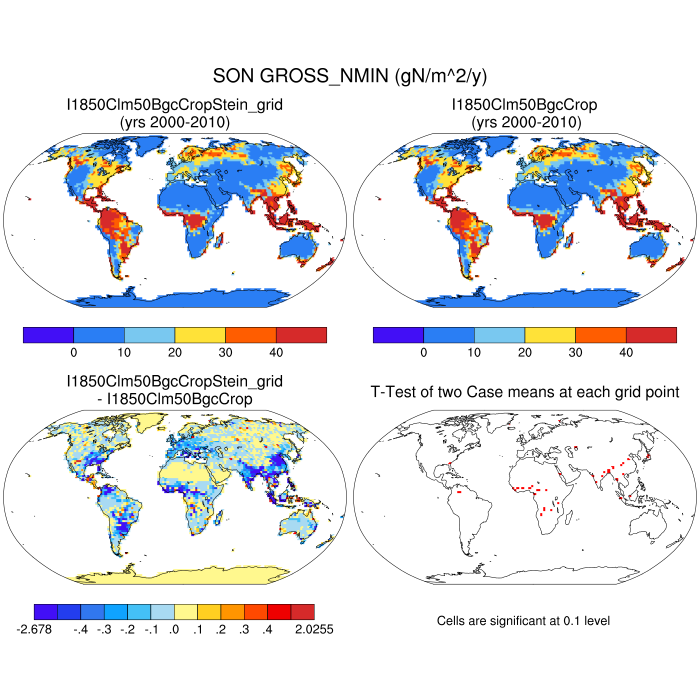 SON GROSS_NMIN (gN/m^2/y)
I1850Clm50BgcCropStein_grid
(yrs 2000-2010)
I1850Clm50BgcCrop
(yrs 2000-2010)
0 10 20 30 40
0 10 20 30 40
I1850Clm50BgcCropStein_grid
- I1850Clm50BgcCrop
T-Test of two Case means at each grid point
-2.678 -.4 -.3 -.2 -.1 .0 .1 .2 .3 .4 2.0255
Cells are significant at 0.1 level